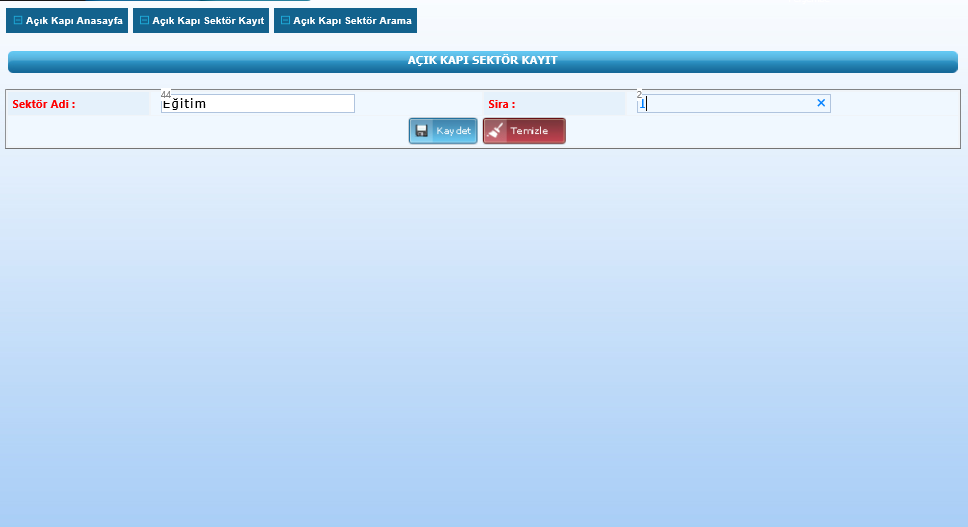 Açık Kapı Anasayfa Açık Kapı Sektör Kayıt Açık Kapı Sektör Arama
AÇIK KAPI SEKTÖR KAYIT
44 2
Sektör Adi : Eğitim Sira : 1
Kaydet Temizle